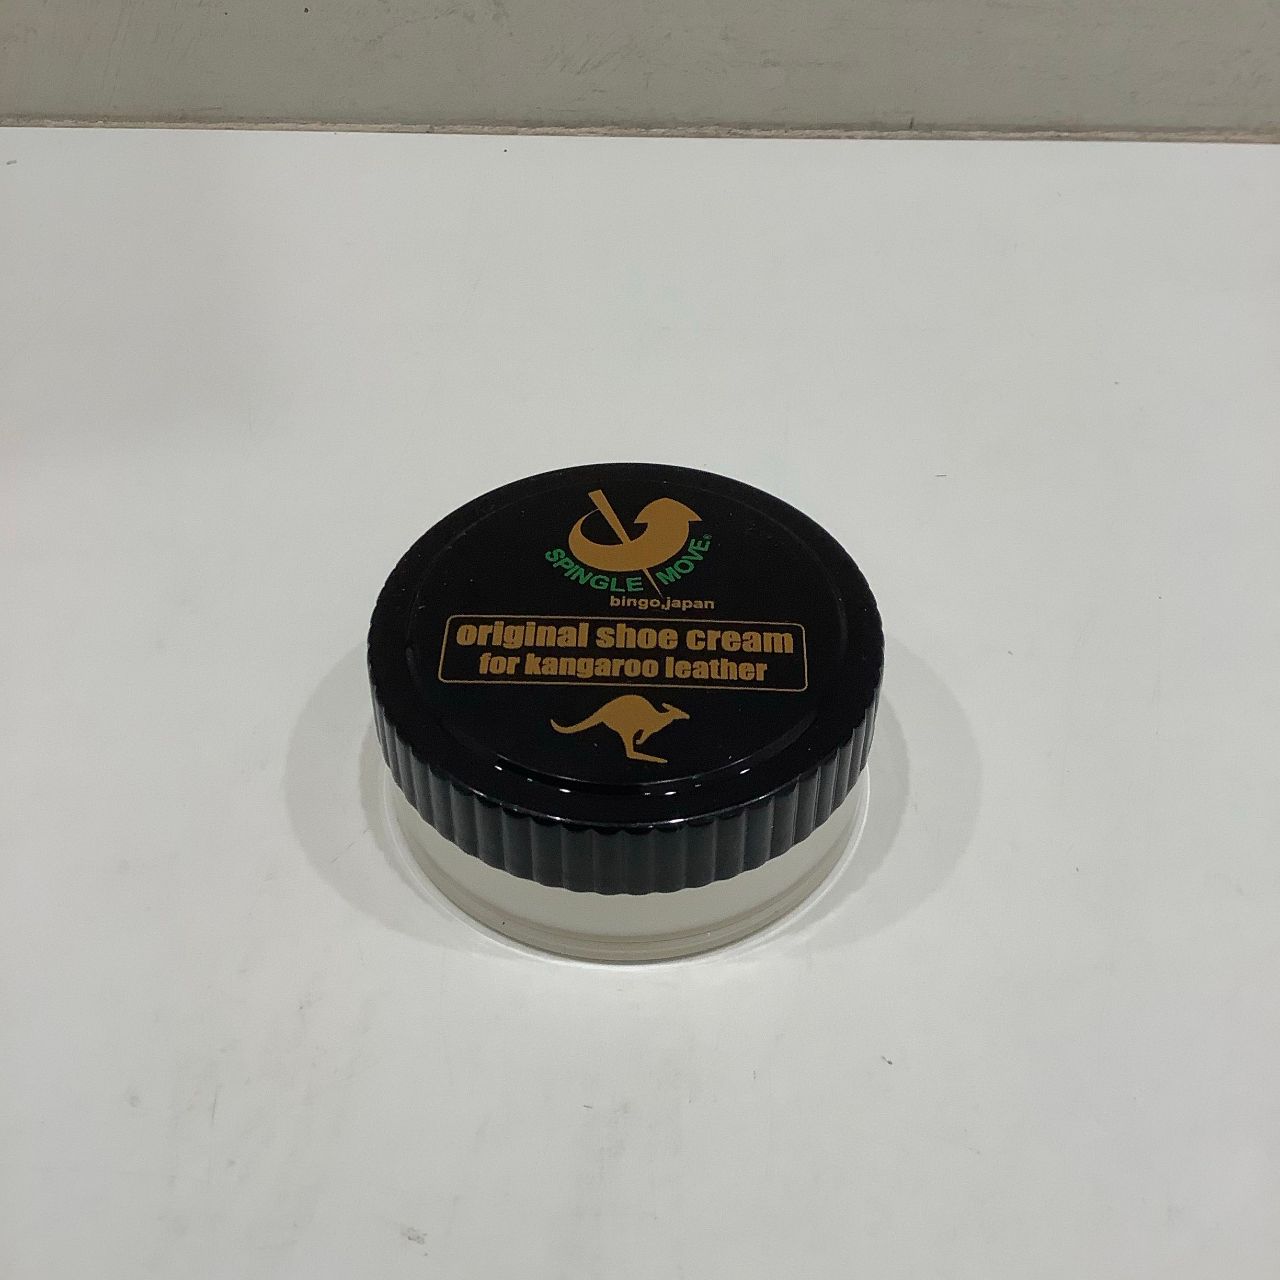 SPINGLE MOVE®
bingo,japan
original shoe cream
for kangaroo leather